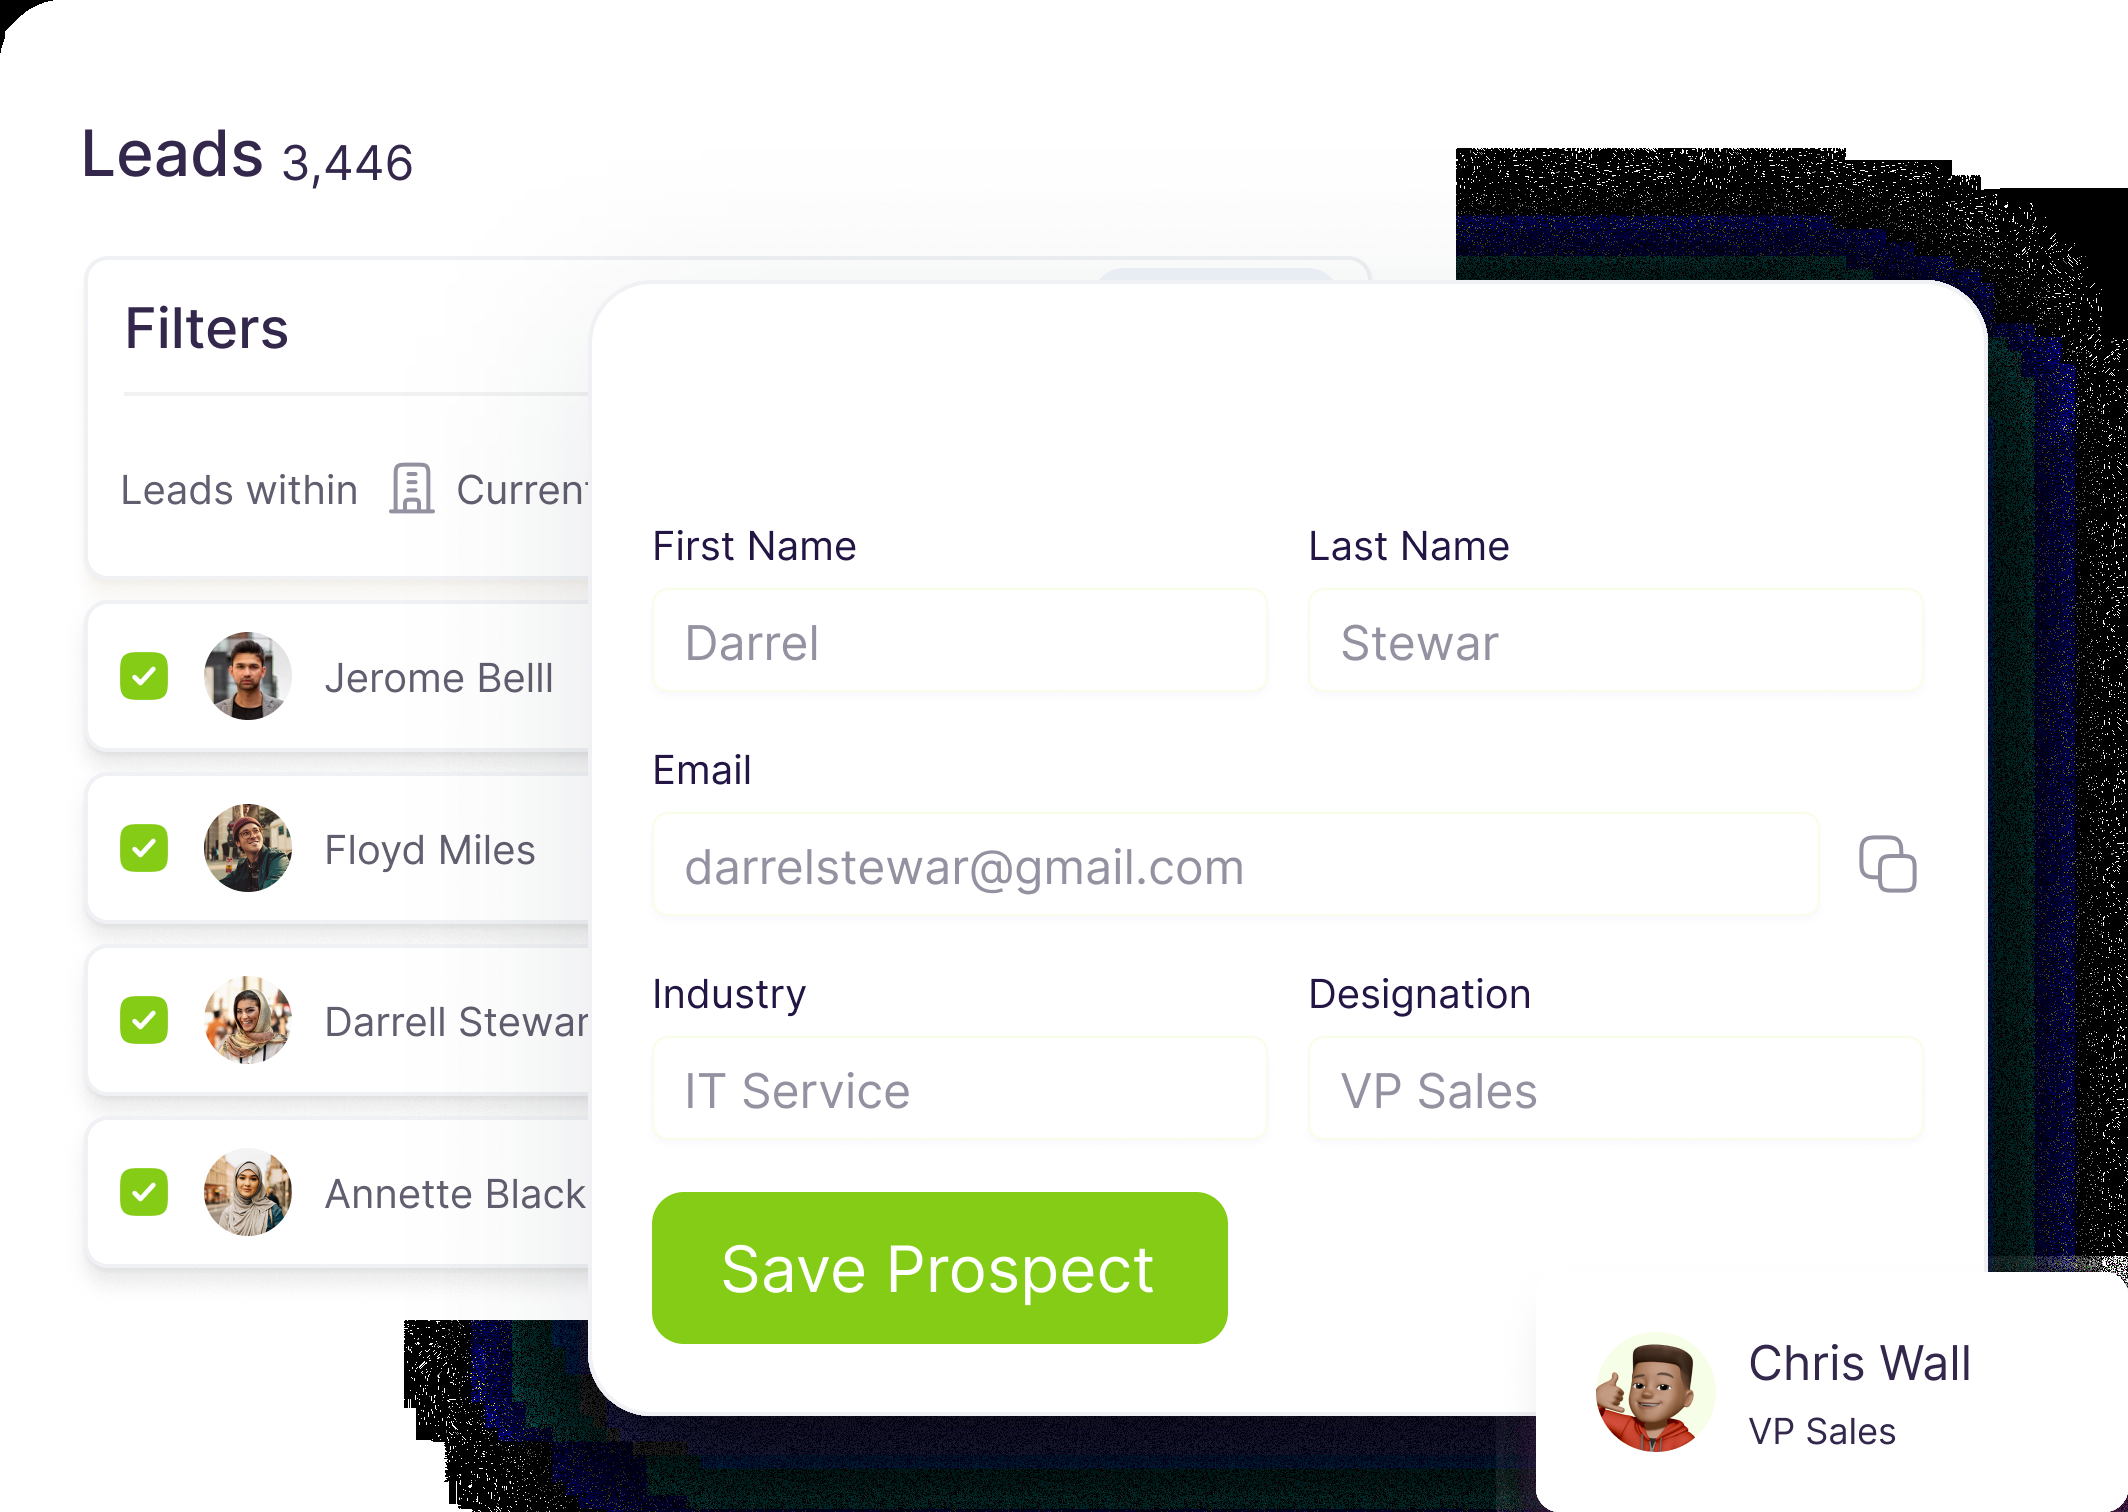 Leads 3,446
Filters
Leads within Current
Jerome Belll
Floyd Miles
Darrell Stewar
Annette Black
First Name
Last Name
Darrel
Stewar
Email
darrelstewar@gmail.com
Industry
Designation
IT Service
VP Sales
Save Prospect
Chris Wall
VP Sales